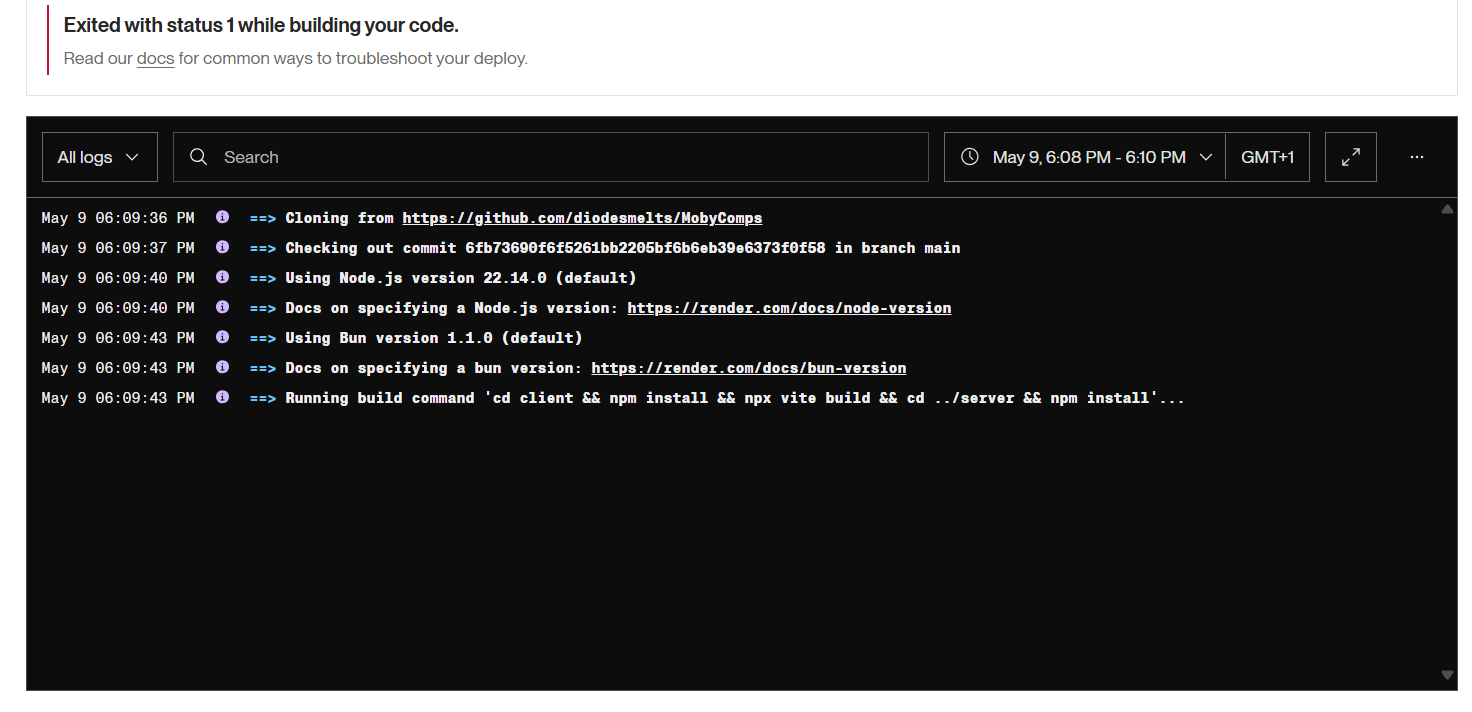 Exited with status 1 while building your code.
Read our docs for common ways to troubleshoot your deploy.
All logs
Search
May 9, 6:08 PM - 6:10 PM
GMT+1
May 9 06:09:36 PM ==> Cloning from https://github.com/diodesmelts/MobyComps
May 9 06:09:37 PM ==> Checking out commit 6fb73690f6f5261bb2205bf6b6eb39e6373f0f58 in branch main
May 9 06:09:40 PM ==> Using Node.js version 22.14.0 (default)
May 9 06:09:40 PM ==> Docs on specifying a Node.js version: https://render.com/docs/node-version
May 9 06:09:43 PM ==> Using Bun version 1.1.0 (default)
May 9 06:09:43 PM ==> Docs on specifying a bun version: https://render.com/docs/bun-version
May 9 06:09:43 PM ==> Running build command 'cd client && npm install && npx vite build && cd ../server && npm install'...